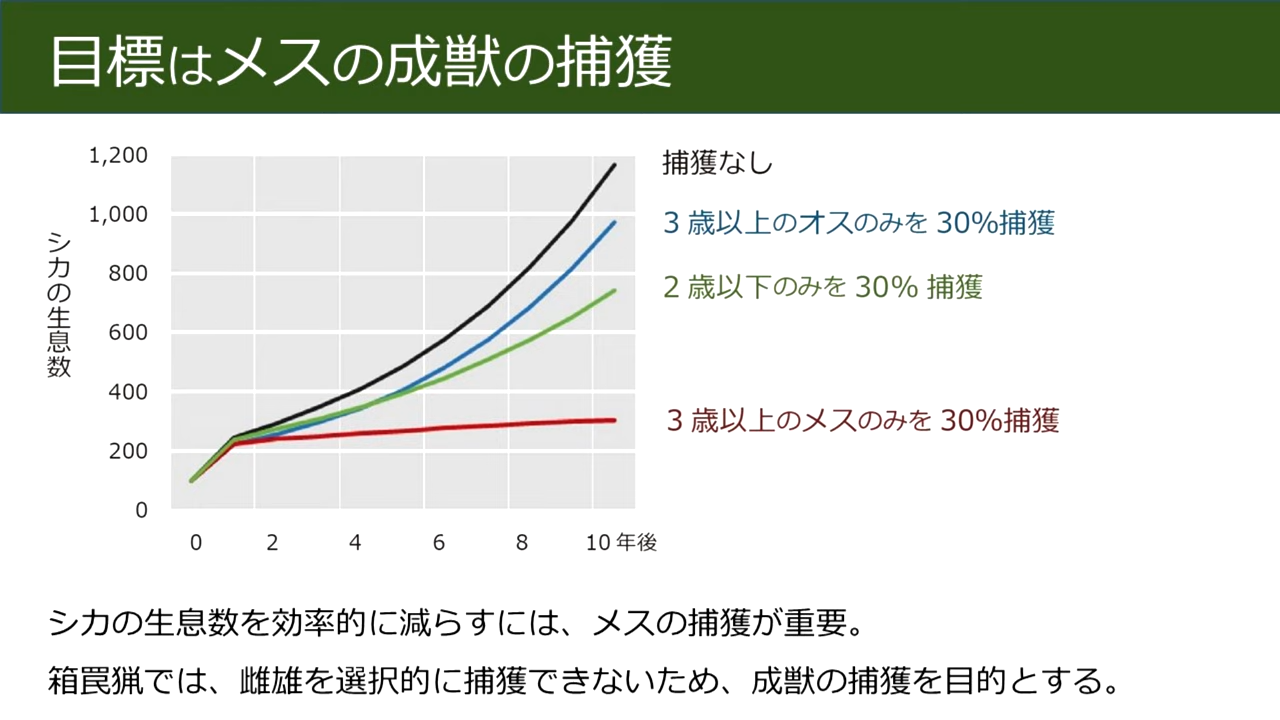 目標はメスの成獣の捕獲
1,200
1,000
800
600
400
200
0
シカの生息数
0 2 4 6 8 10 年後
捕獲なし
3 歳以上のオスのみを 30%捕獲
2 歳以下のみを 30% 捕獲
3 歳以上のメスのみを 30%捕獲
シカの生息数を効率的に減らすには、メスの捕獲が重要。
箱罠猟では、雌雄を選択的に捕獲できないため、成獣の捕獲を目的とする。